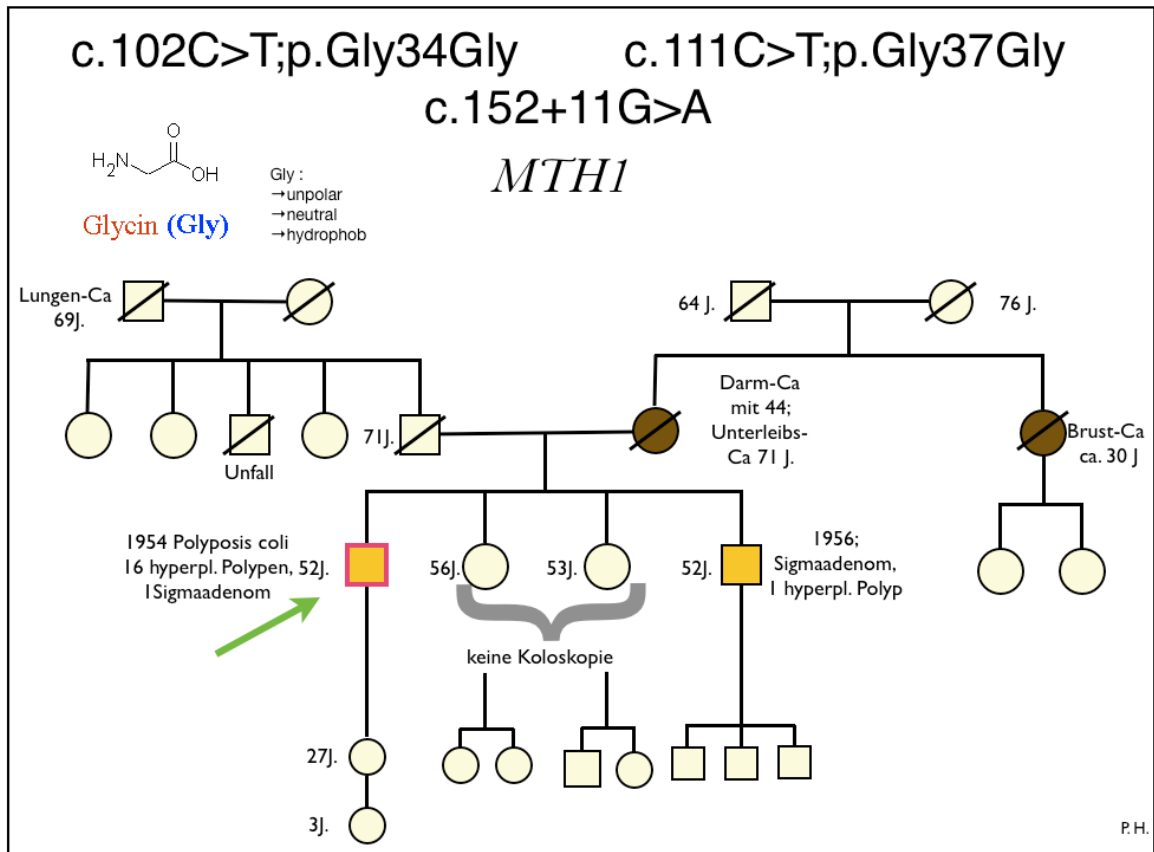 c.102C>T;p.Gly34Gly c.111C>T;p.Gly37Gly
c.152+11G>A
MTH1
H₂N
O
OH
Glycin (Gly)
Gly :
→unpolar
→neutral
→hydrophob
Lungen-Ca
69J.
64 J.
76 J.
Unfall
71J.
Darm-Ca
mit 44;
Unterleibs-
Ca 71 J.
Brust-Ca
ca. 30 J
1954 Polyposis coli
16 hyperpl. Polypen,
1Sigmaadenom
52J.
56J.
53J.
52J.
1956;
Sigmaadenom,
1 hyperpl. Polyp
keine Koloskopie
27J.
3J.
P. H.